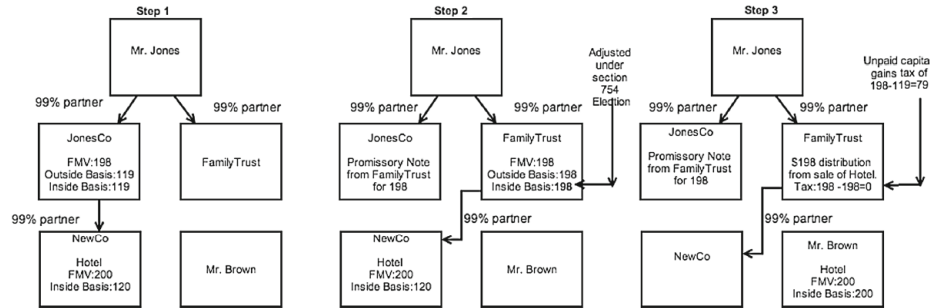 Step 1
Mr. Jones
99% partner
99% partner
JonesCo
FMV:198
Outside Basis:119
Inside Basis:119
FamilyTrust
99% partner
NewCo
Hotel
FMV:200
Inside Basis:120
Mr. Brown
Step 2
Mr. Jones
Adjusted
under
section
754
Election
99% partner
99% partner
JonesCo
Promissory Note
from FamilyTrust
for 198
FamilyTrust
FMV:198
Outside Basis:198
Inside Basis:198
99% partner
NewCo
Hotel
FMV:200
Inside Basis:120
Mr. Brown
Step 3
Mr. Jones
Unpaid capita
gains tax of
198-119=79
99% partner
99% partner
JonesCo
Promissory Note
from FamilyTrust
for 198
FamilyTrust
$198 distribution
from sale of Hotel.
Tax:198 -198=0
99% partner
NewCo
Mr. Brown
Hotel
FMV:200
Inside Basis:200